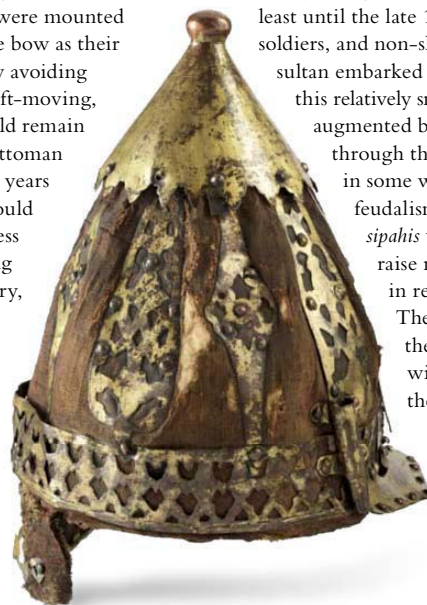 were mounted
e bow as their
y avoiding
ft-moving,
ld remain
ttoman
years
ould
ess
g
ry,
least until the late 1
soldiers, and non-sl
sultan embarked
this relatively sm
augmented b
through th
in some w
feudalism
sipahis
raise r
in re
The
the
wi
the